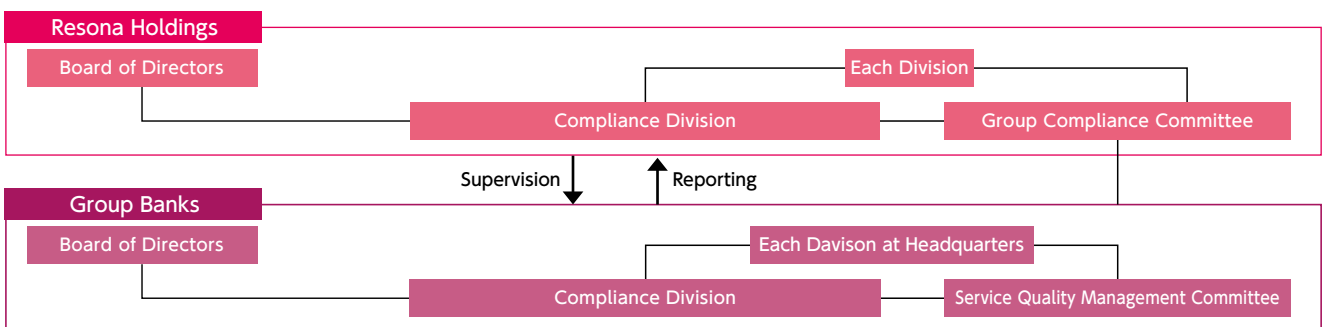 Resona Holdings
Board of Directors
Each Division
Compliance Division
Group Compliance Committee
Supervision
Reporting
Group Banks
Board of Directors
Each Davison at Headquarters
Compliance Division
Service Quality Management Committee